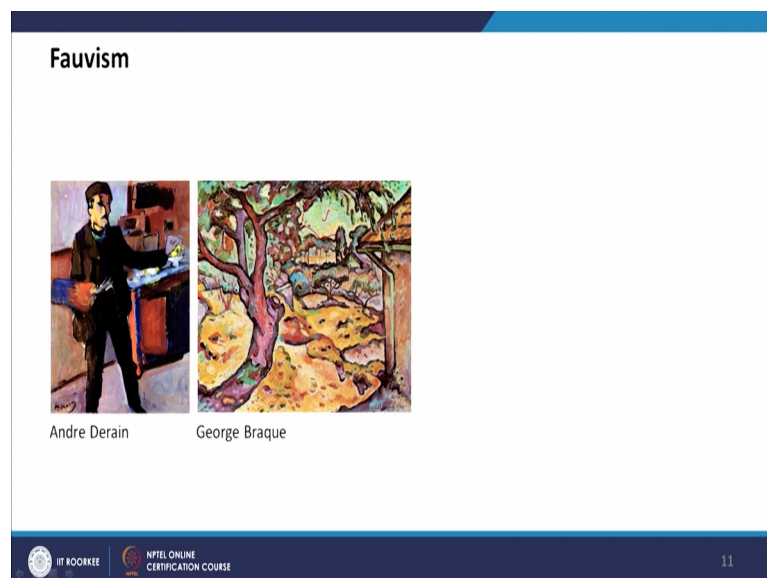 Fauvism
Andre Derain
George Braque
IIT ROORKEE
NPTEL ONLINE
CERTIFICATION COURSE
11